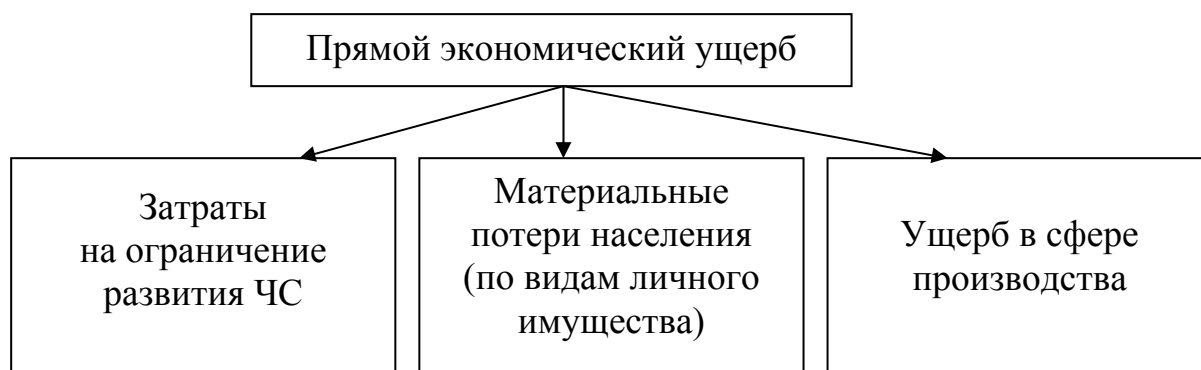 Прямой экономический ущерб
Затраты
на ограничение
развития ЧС
Материальные
потери населения
(по видам личного
имущества)
Ущерб в сфере
производства